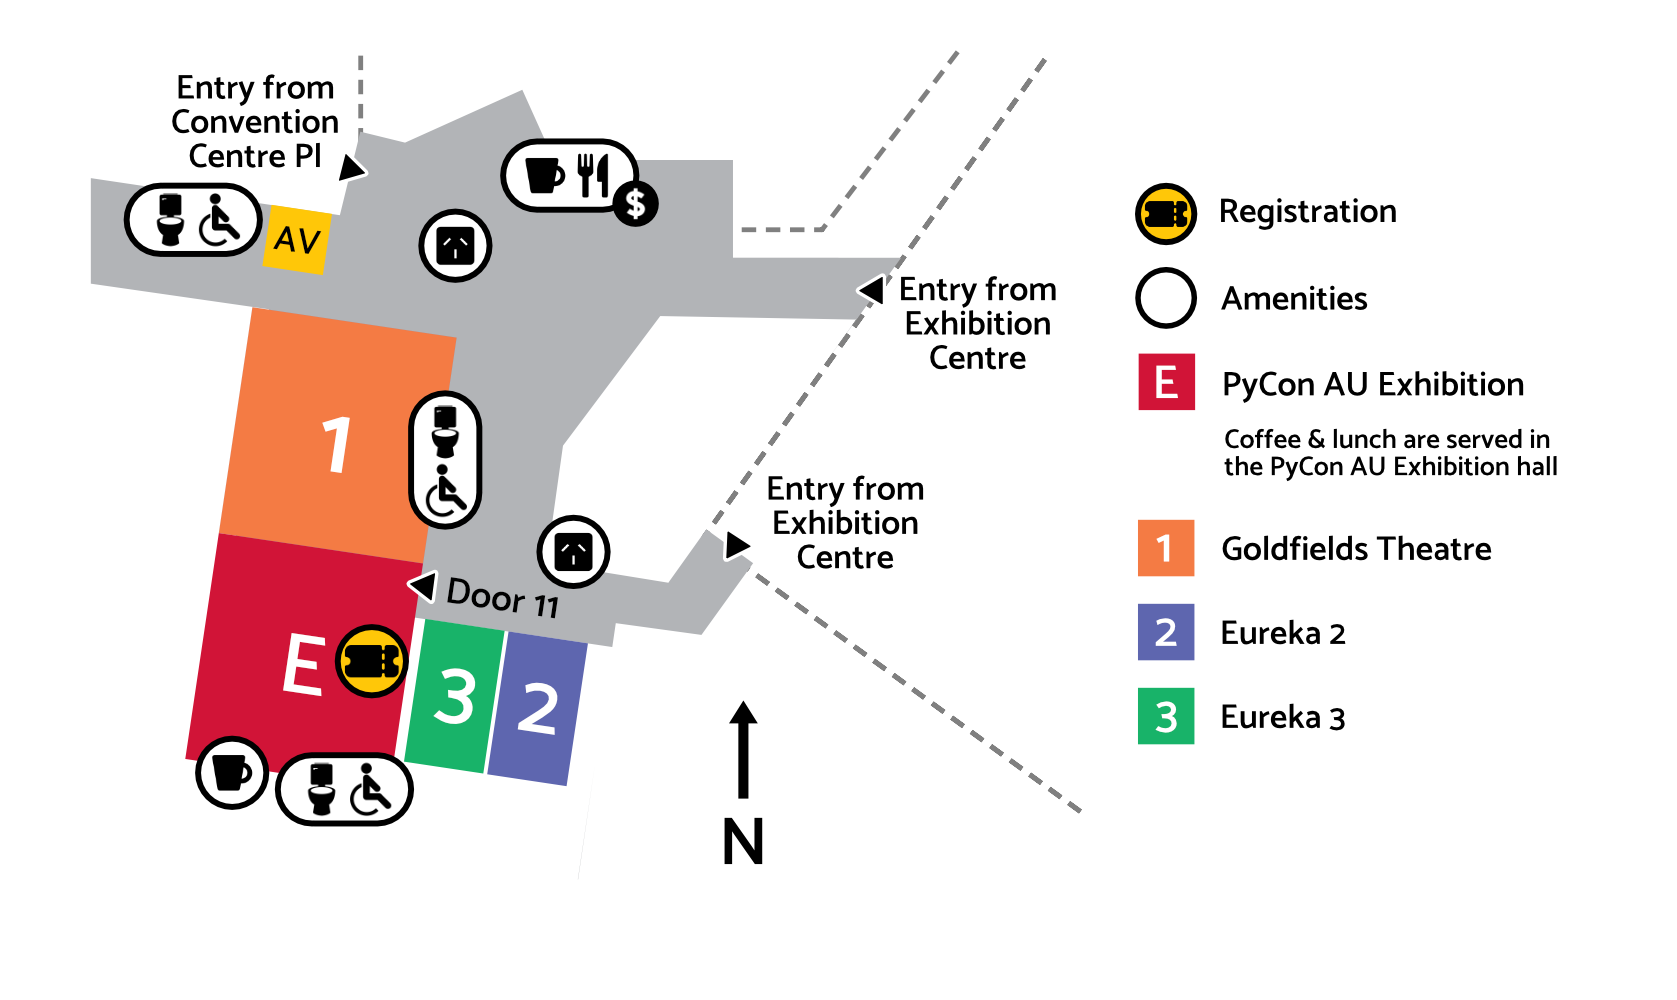 Entry from
Convention
Centre Pl
$
AV
Entry from
Exhibition
Centre
1
Entry from
Exhibition
Centre
Door 11
E
3
2
N
Registration
Amenities
E
PyCon AU Exhibition
Coffee & lunch are served in
the PyCon AU Exhibition hall
1
Goldfields Theatre
2
Eureka 2
3
Eureka 3